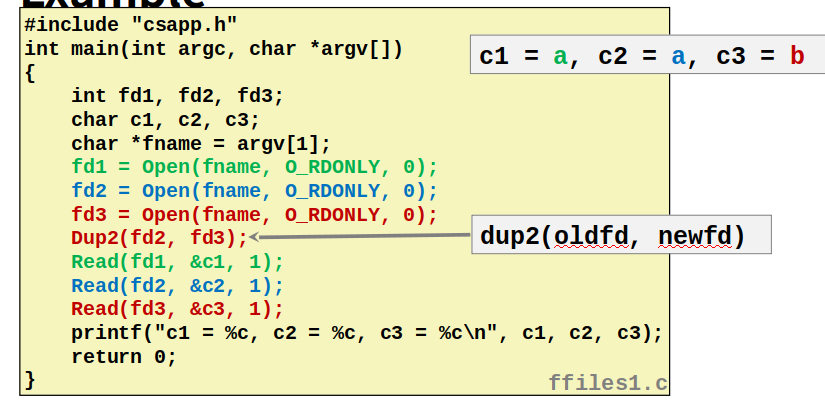 Example
#include "csapp.h"
int main(int argc, char *argv[])
{
    int fd1, fd2, fd3;
    char c1, c2, c3;
    char *fname = argv[1];
    fd1 = Open(fname, O_RDONLY, 0);
    fd2 = Open(fname, O_RDONLY, 0);
    fd3 = Open(fname, O_RDONLY, 0);
    Dup2(fd2, fd3);
    Read(fd1, &c1, 1);
    Read(fd2, &c2, 1);
    Read(fd3, &c3, 1);
    printf("c1 = %c, c2 = %c, c3 = %c\n", c1, c2, c3);
    return 0;
}
ffiles1.c
c1 = a, c2 = a, c3 = b
dup2(oldfd, newfd)